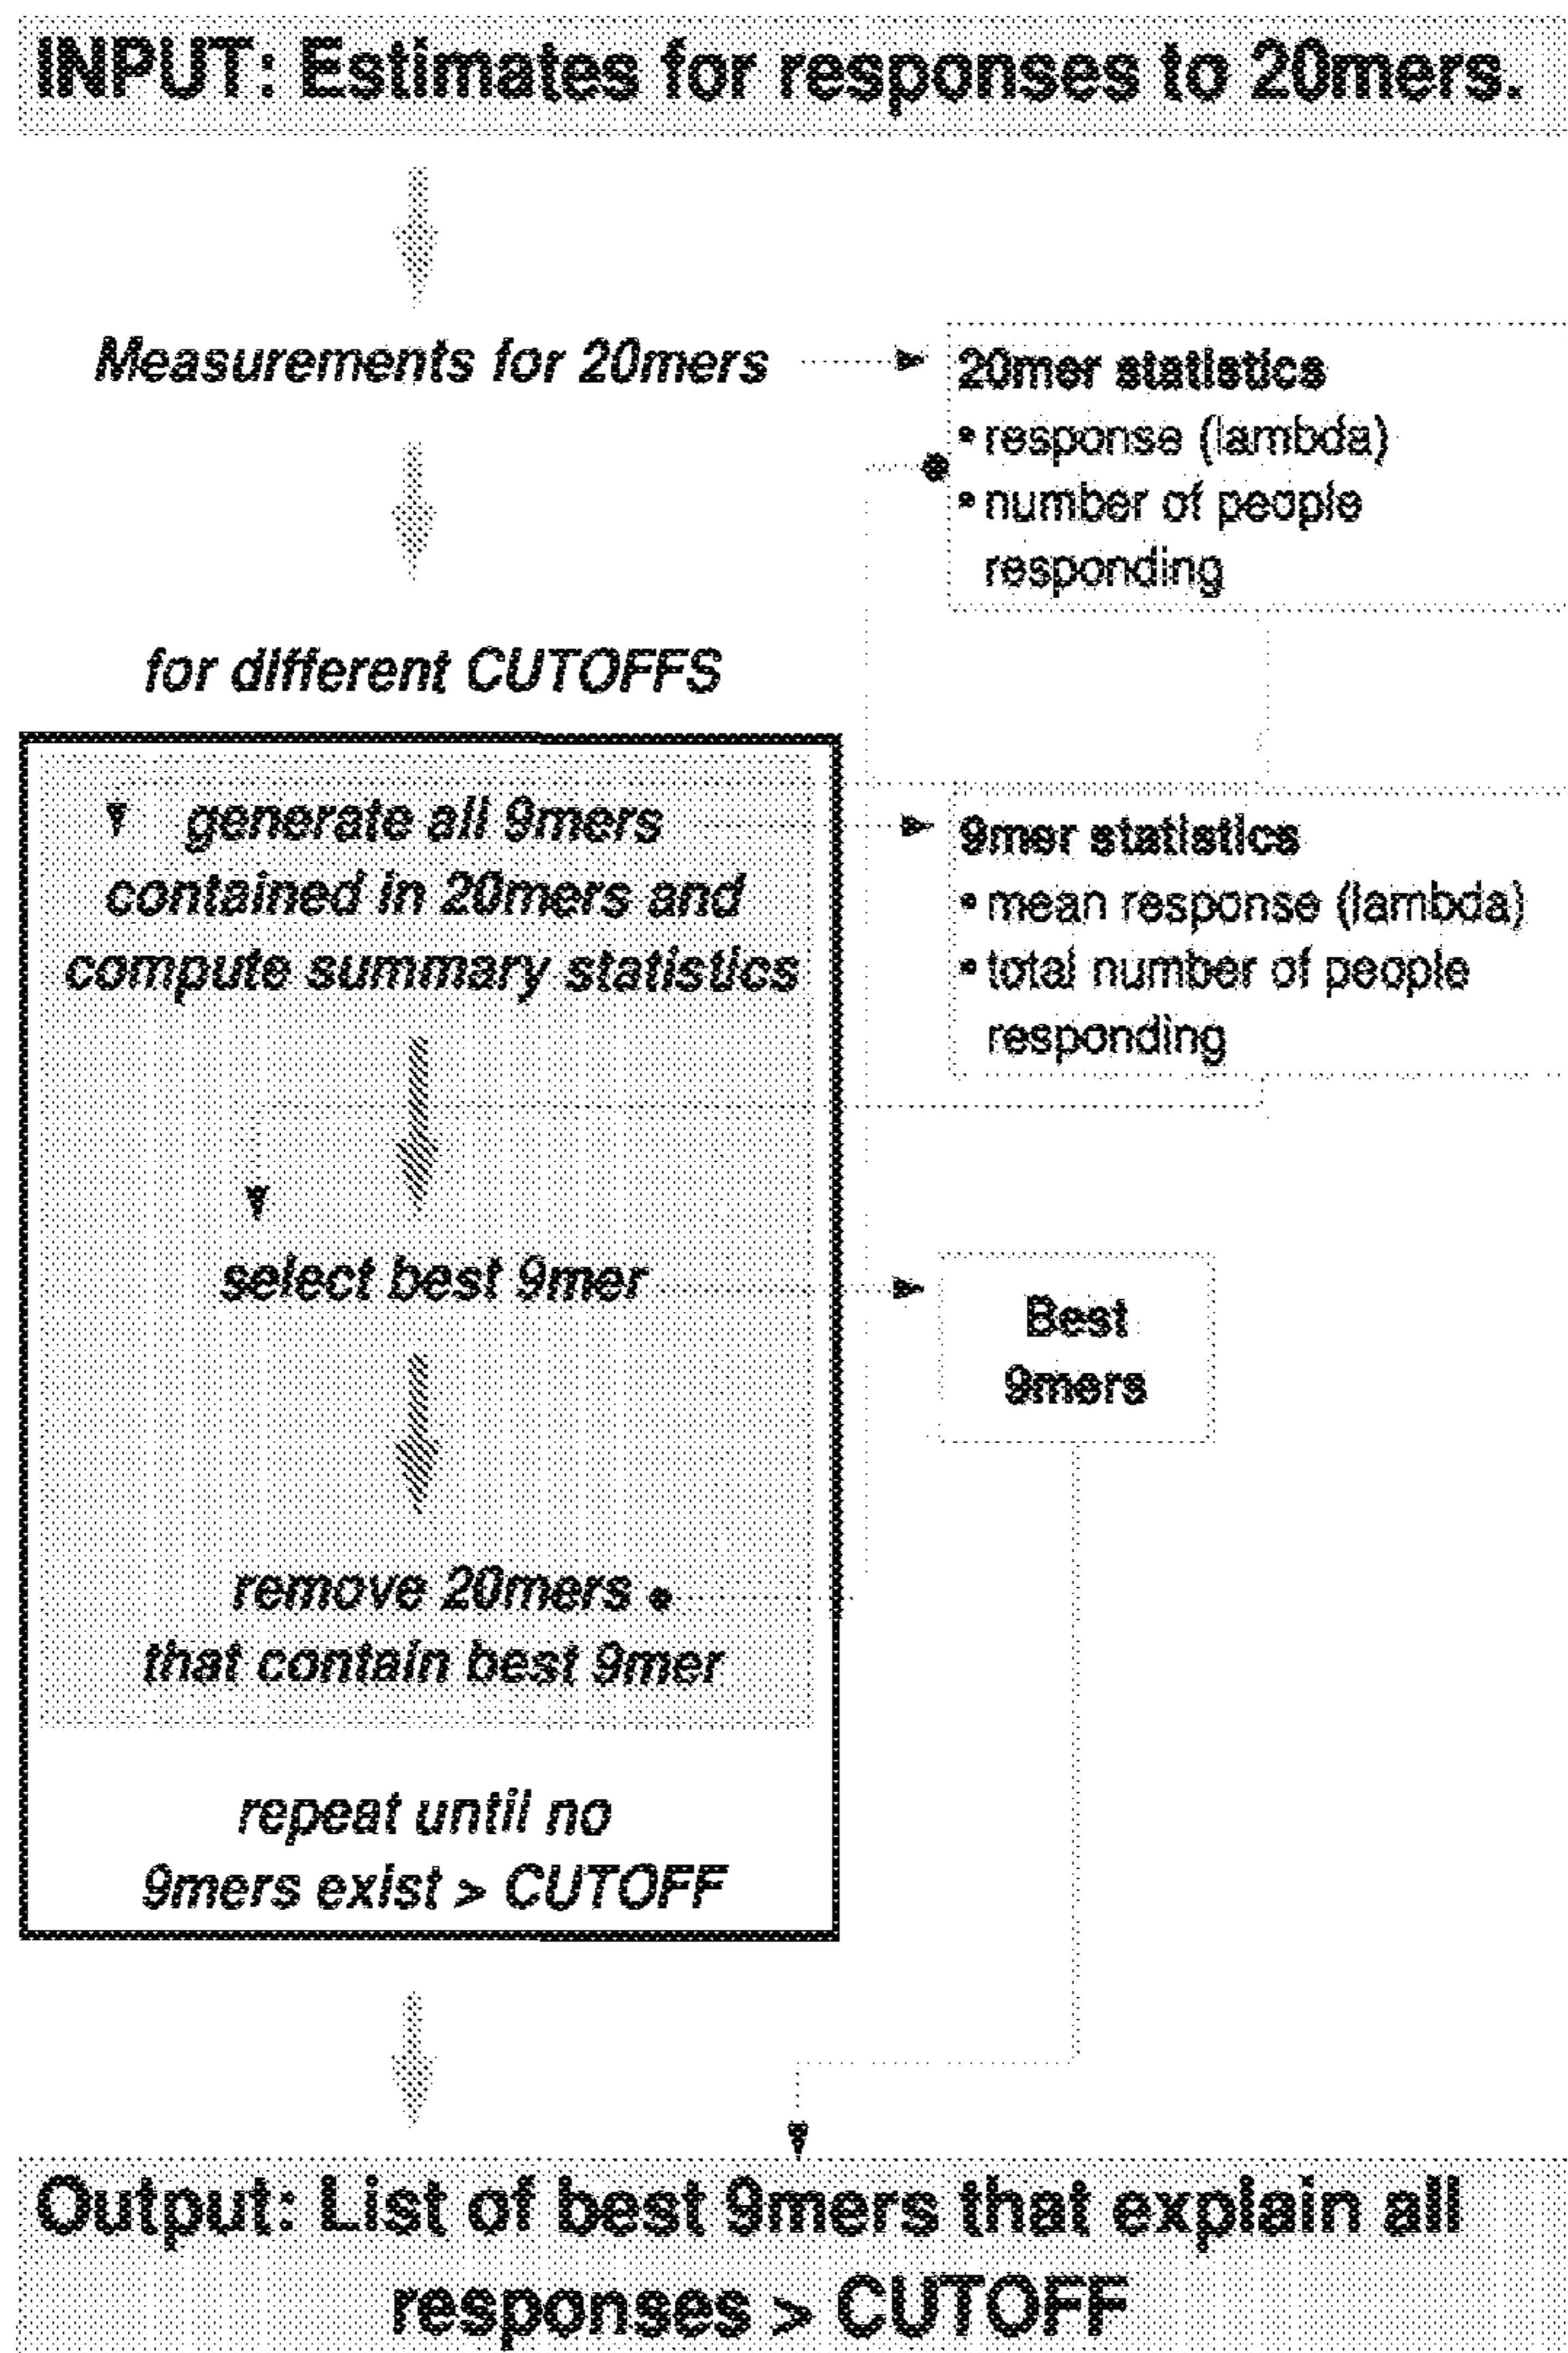 INPUT: Estimates for responses to 20mers.
Measurements for 20mers
20mer statistics
• response (lambda)
• number of people
responding
for different CUTOFFS
generate all 9mers
contained in 20mers and
compute summary statistics
9mer statistics
• mean response (lambda)
• total number of people
responding
select best 9mer
Best
9mers
remove 20mers
that contain best 9mer
repeat until no
9mers exist > CUTOFF
Output: List of best 9mers that explain all
responses > CUTOFF